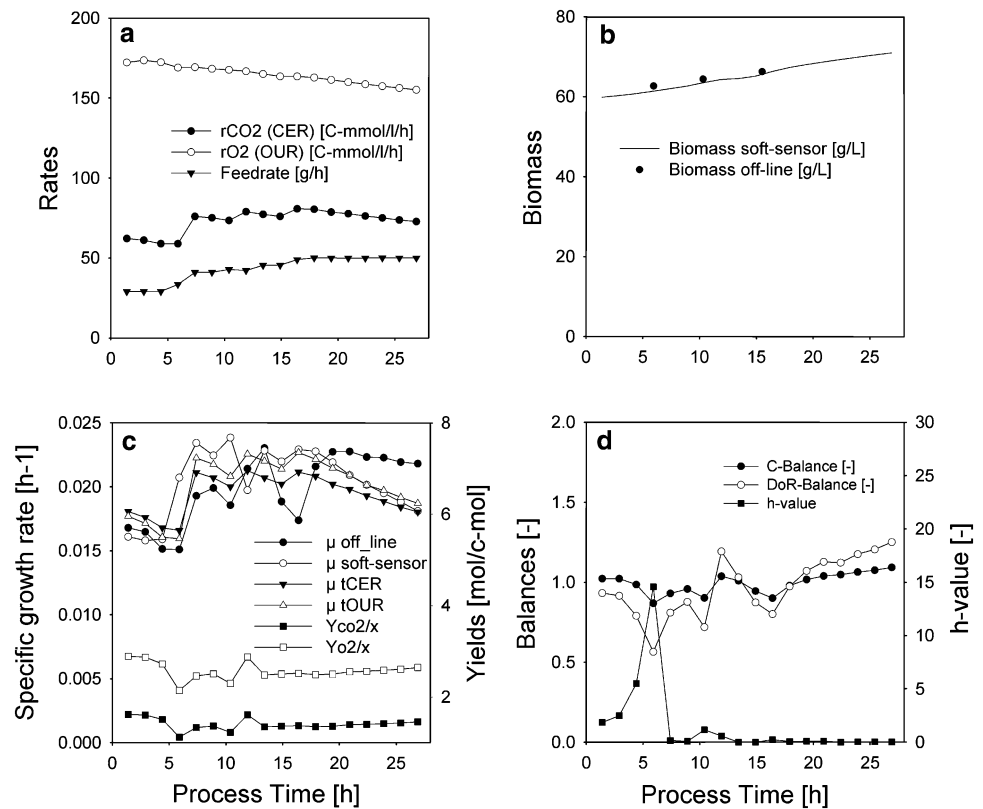 a
200
150
100
50
0
Rates
rCO2 (CER) [C-mmol/l/h]
rO2 (OUR) [C-mmol/l/h]
Feedrate [g/h]
0 5 10 15 20 25
b
80
60
40
20
0
Biomass
Biomass soft-sensor [g/L]
Biomass off-line [g/L]
0 5 10 15 20 25
c
0.025
0.020
0.015
0.010
0.005
0.000
Specific growth rate [h-1]
μ off_line
μ soft-sensor
μ tCER
μ tOUR
Yco2/x
Yo2/x
8
6
4
2
Yields [mol/c-mol]
0 5 10 15 20 25
Process Time [h]
d
2.0
1.5
1.0
0.5
0.0
Balances [-]
C-Balance [-]
DoR-Balance [-]
h-value
30
25
20
15
10
5
0
h-value [-]
0 5 10 15 20 25
Process Time [h]